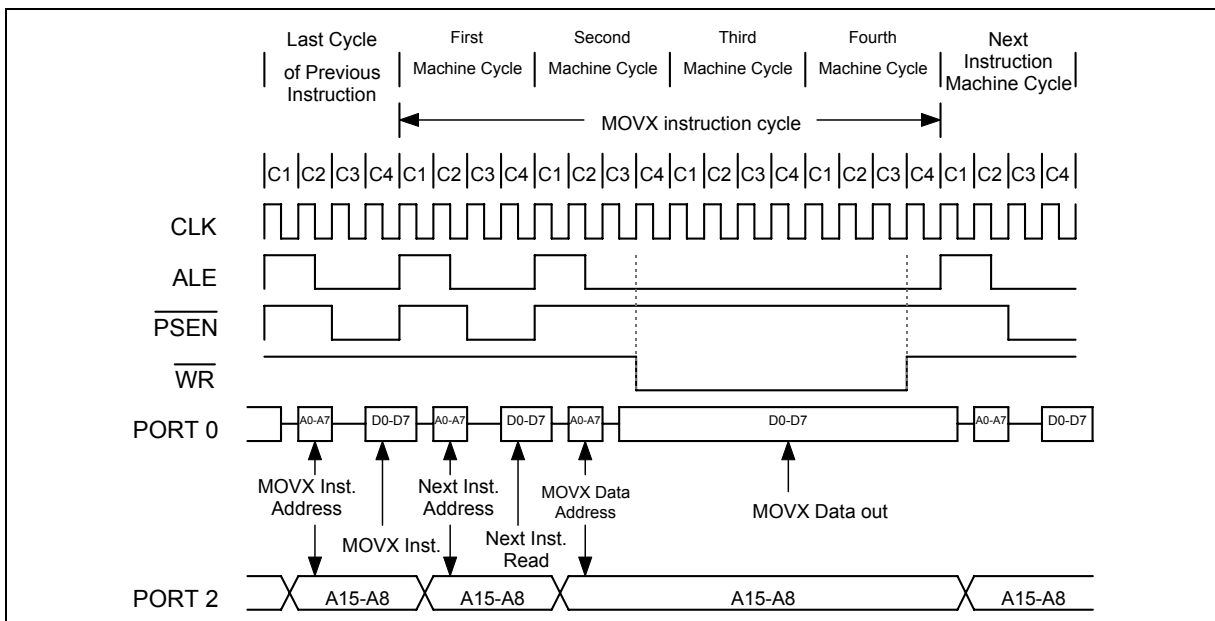 Last Cycle
of Previous
Instruction
First
Machine Cycle
Second
Machine Cycle
Third
Machine Cycle
Fourth
Machine Cycle
Next
Instruction
Machine Cycle
MOVX instruction cycle
C1 C2 C3 C4 C1 C2 C3 C4 C1 C2 C3 C4 C1 C2 C3 C4 C1 C2 C3 C4 C1 C2 C3 C4
CLK
ALE
PSEN
WR
PORT 0
A0-A7 D0-D7 A0-A7 D0-D7 A0-A7 D0-D7 A0-A7 D0-D7
MOVX Inst.
Address
MOVX Inst.
Next Inst.
Address
Next Inst.
Read
MOVX Data
Address
MOVX Data out
PORT 2
A15-A8 A15-A8 A15-A8 A15-A8